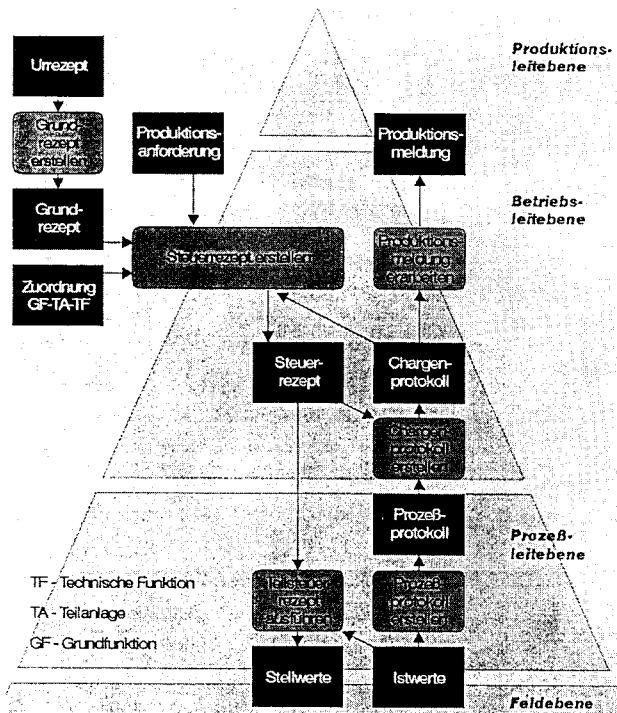 Produktions-
leitebene
Urrezept
Grund-
rezept
erstellen
Produktions-
anforderung
Produktions-
meldung
Betriebs-
leitebene
Grund-
rezept
Steuerrezept erstellen
Produktions-
meldung
erarbeiten
Zuordnung
GF-TA-TF
Steuer-
rezept
Chargen-
protokoll
Chargen-
protokoll
erstellen
Prozeß-
protokoll
Prozeß-
leitebene
TF - Technische Funktion
TA - Teilanlage
GF - Grundfunktion
Teilsteuer-
rezept
ausführen
Prozeß-
protokoll
erstellen
Stellwerte
Istwerte
Feldebene